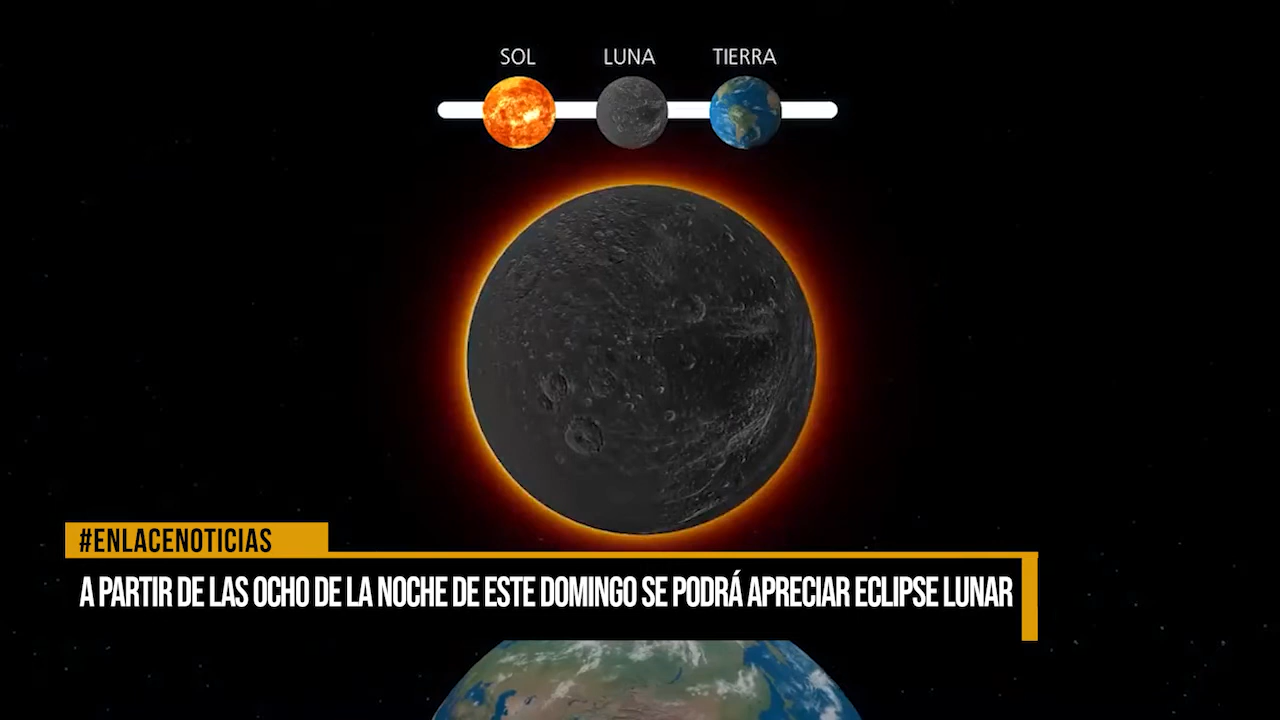 SOL LUNA TIERRA
#ENLACENOTICIAS
A PARTIR DE LAS OCHO DE LA NOCHE DE ESTE DOMINGO SE PODRÁ APRECIAR ECLIPSE LUNAR